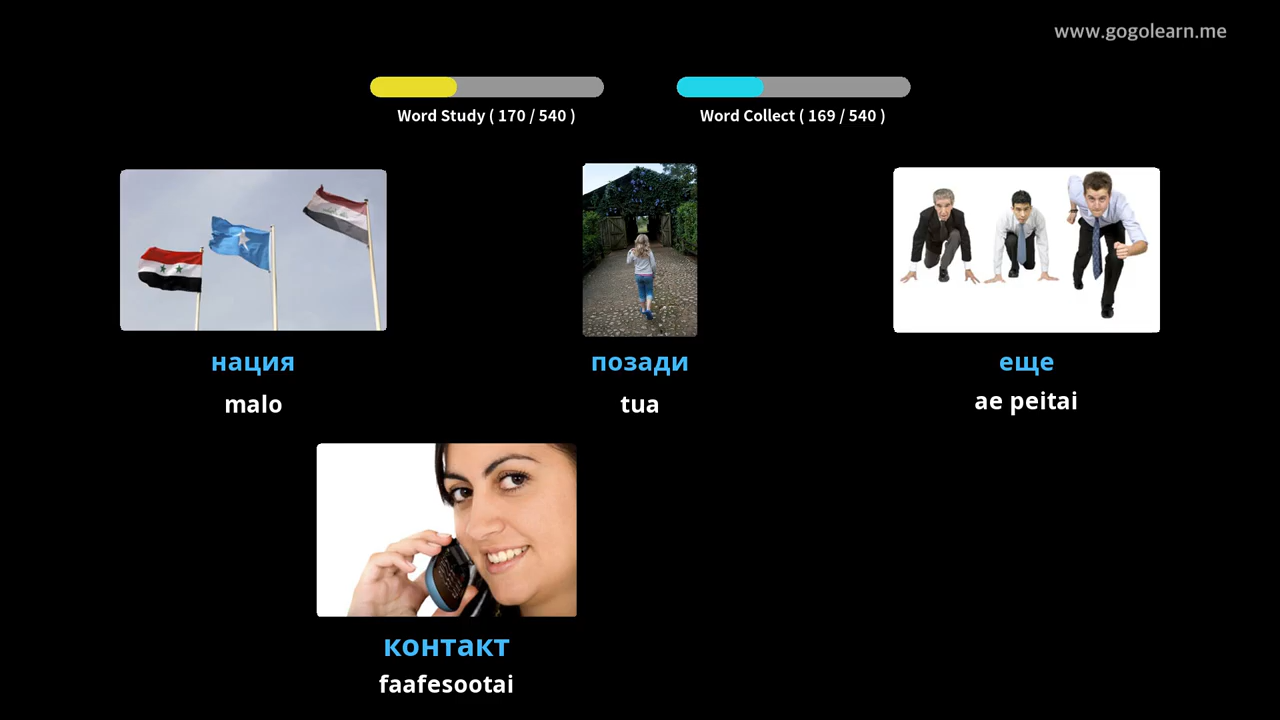 www.gogolearn.me
Word Study ( 170 / 540 )
Word Collect ( 169 / 540 )
нация
malo
позади
tua
еще
ae peitai
контакт
faafesootai